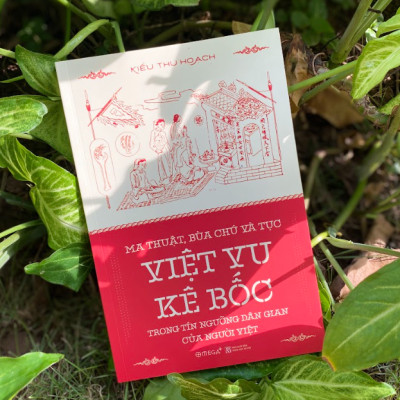 KIỀU THU HOẠCH
MA THUẬT, BÙA CHÚ VÀ TỤC
VIỆT VU
KÊ BỐC
TRONG TÍN NGƯỠNG DÂN GIAN
CỦA NGƯỜI VIỆT
OMEGA+